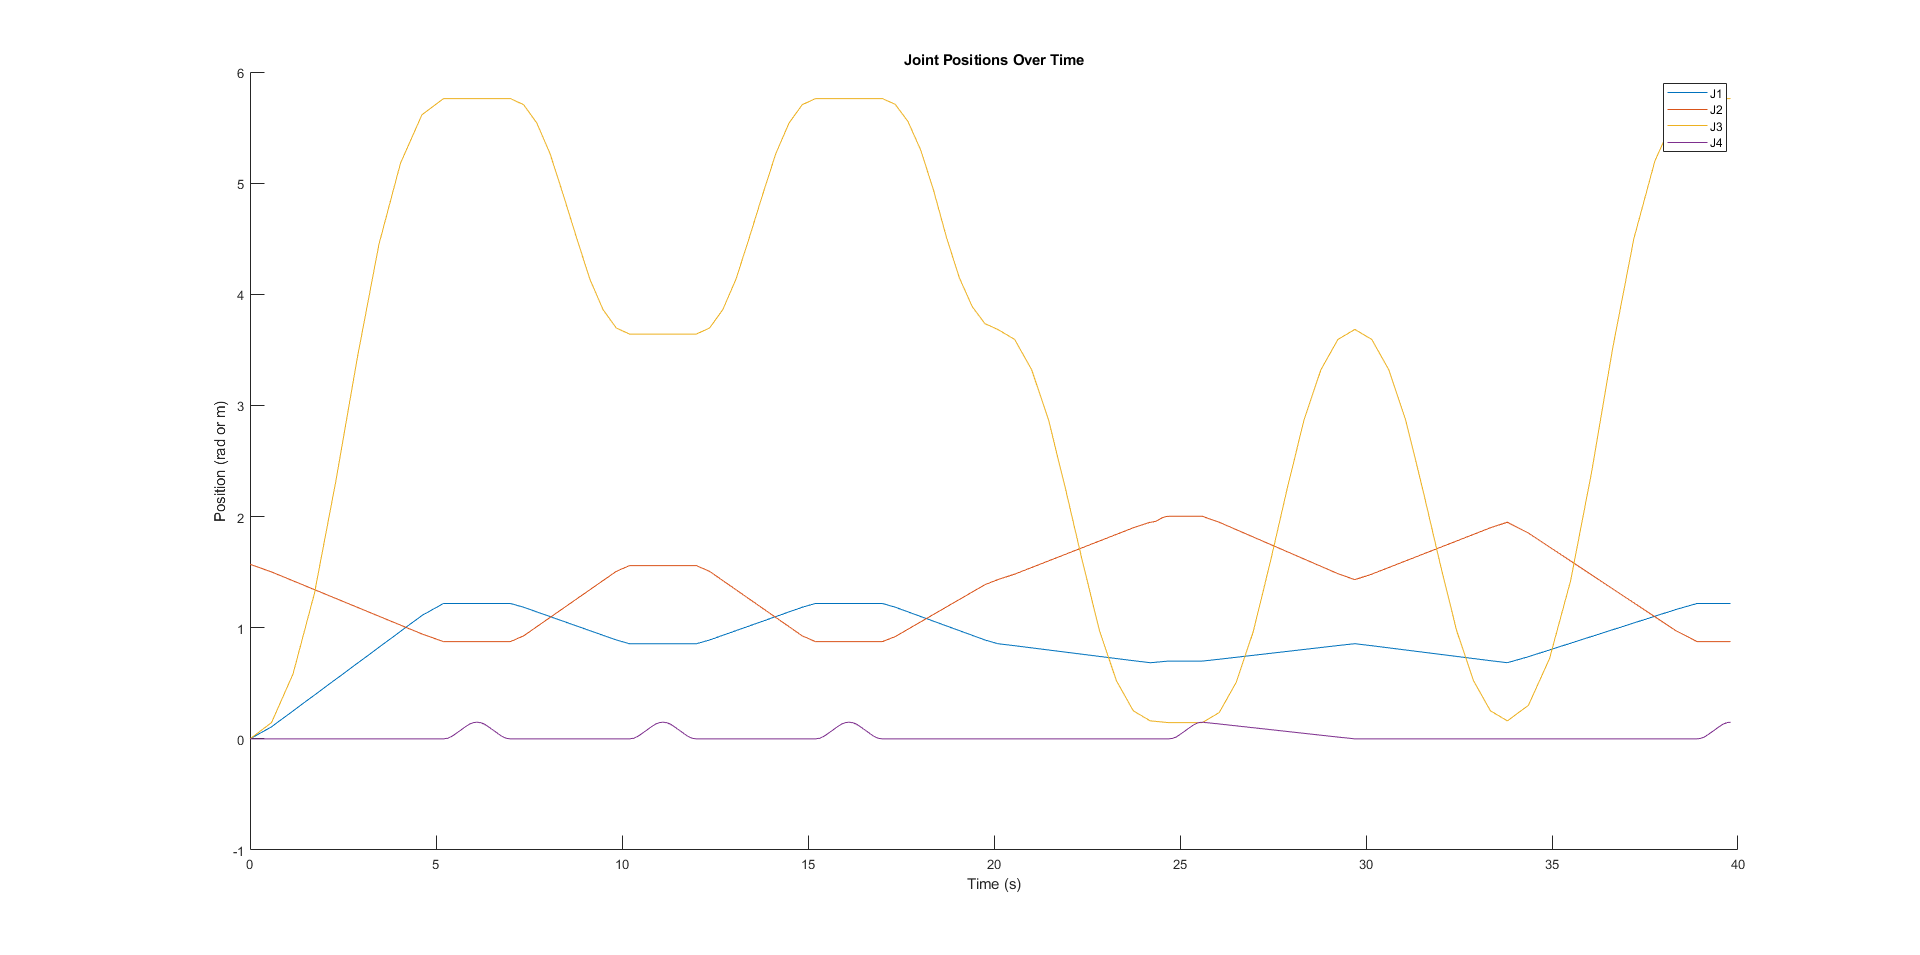 Joint Positions Over Time
J1
J2
J3
J4
6
5
4
3
2
1
0
-1
Position (rad or m)
0 5 10 15 20 25 30 35 40
Time (s)